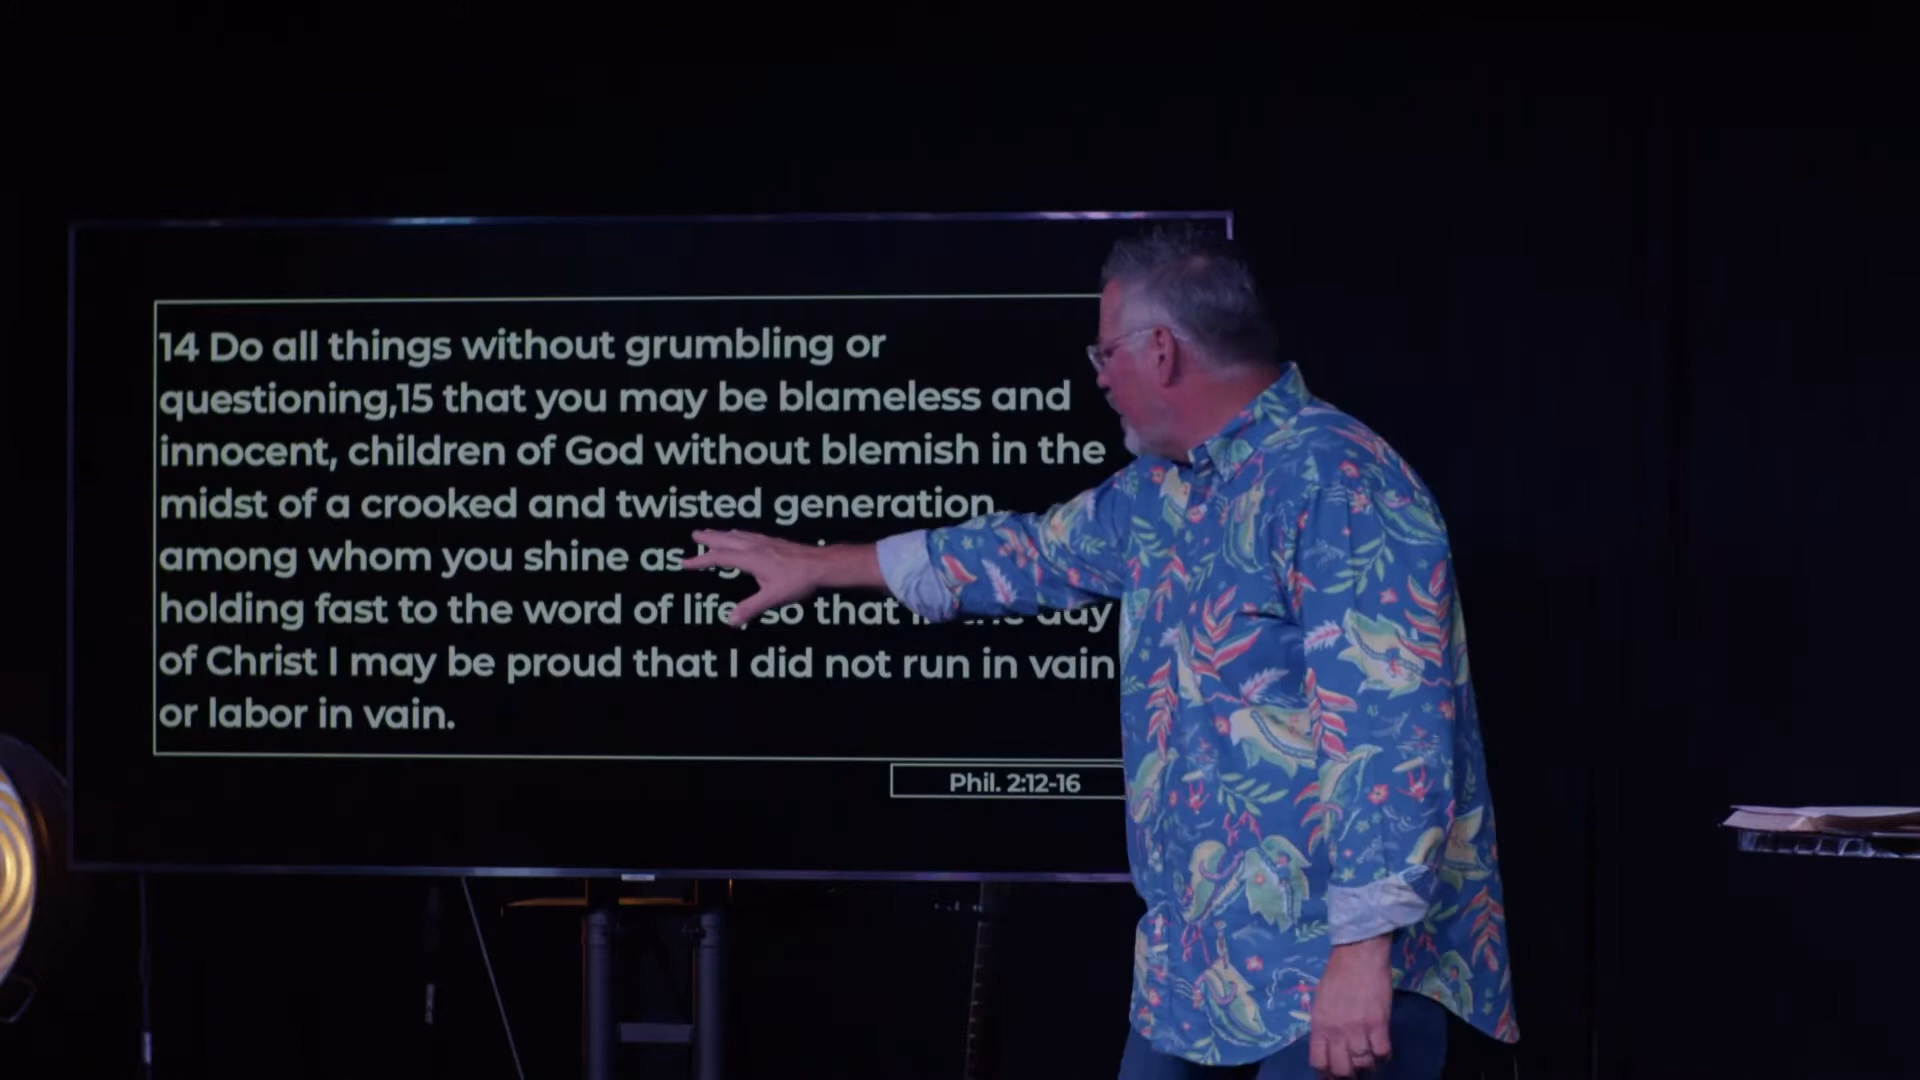 14 Do all things without grumbling or
questioning,15 that you may be blameless and
innocent, children of God without blemish in the
midst of a crooked and twisted generation,
among whom you shine as
holding fast to the word of life, so that in the day
of Christ I may be proud that I did not run in vain
or labor in vain.
Phil. 2:12-16